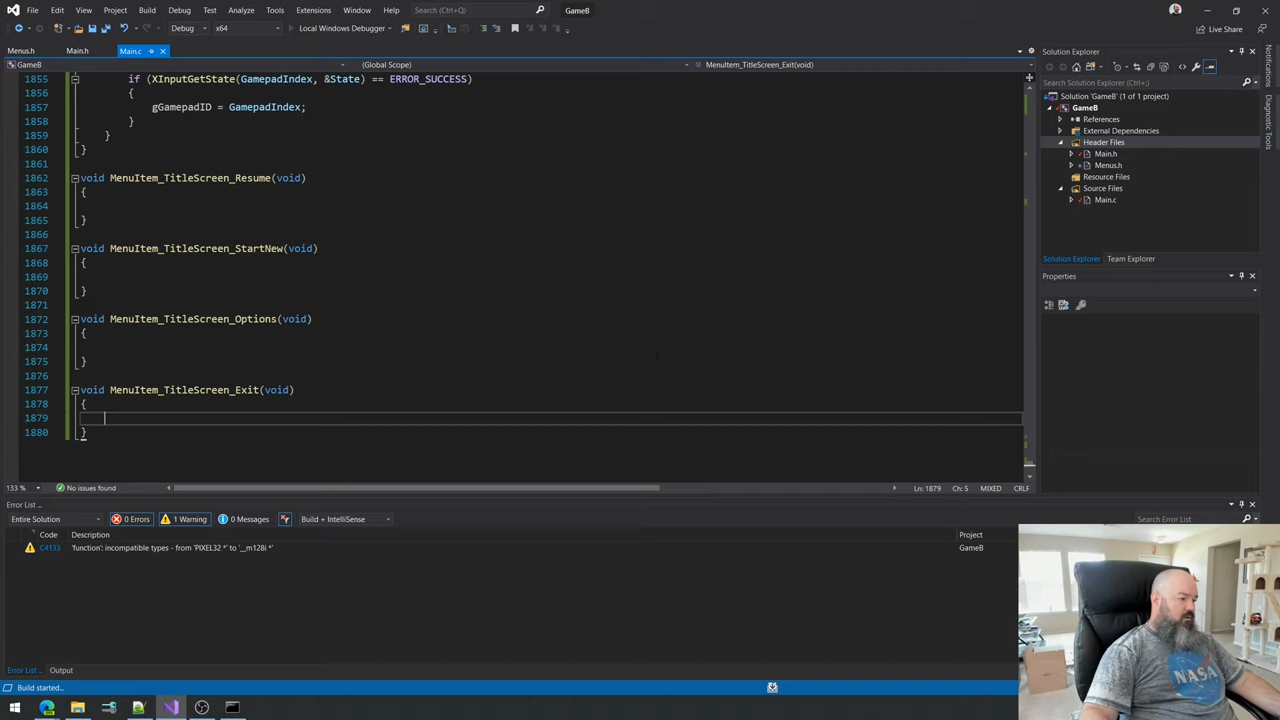 File Edit View Project Build Debug Test Analyze Tools Extensions Window Help Search (Ctrl+Q) GameB
Debug x64 Local Windows Debugger Live Share
Menus.h Main.h Main.c
GameB (Global Scope) MenuItem_TitleScreen_Exit(void)
1855 if (XInputGetState(GamepadIndex, &State) == ERROR_SUCCESS)
1856 {
1857 gGamepadID = GamepadIndex;
1858 }
1859 }
1860 }
1861
1862 void MenuItem_TitleScreen_Resume(void)
1863 {
1864
1865 }
1866
1867 void MenuItem_TitleScreen_StartNew(void)
1868 {
1869
1870 }
1871
1872 void MenuItem_TitleScreen_Options(void)
1873 {
1874
1875 }
1876
1877 void MenuItem_TitleScreen_Exit(void)
1878 {
1879
1880 }
133 % No issues found Ln: 1879 Ch: 5 MIXED CRLF
Solution Explorer
Search Solution Explorer (Ctrl+;)
Solution 'GameB' (1 of 1 project)
GameB
References
External Dependencies
Header Files
Main.h
Menus.h
Resource Files
Source Files
Main.c
Solution Explorer Team Explorer
Properties
Notifications
Diagnostic Tools
Error List ...
Entire Solution 0 Errors 1 Warning 0 Messages Build + IntelliSense Search Error List
Code Description Project
C4133 'function': incompatible types - from 'PIXEL32 *' to '__m128i *' GameB
NASA
Error List ... Output
Build started...